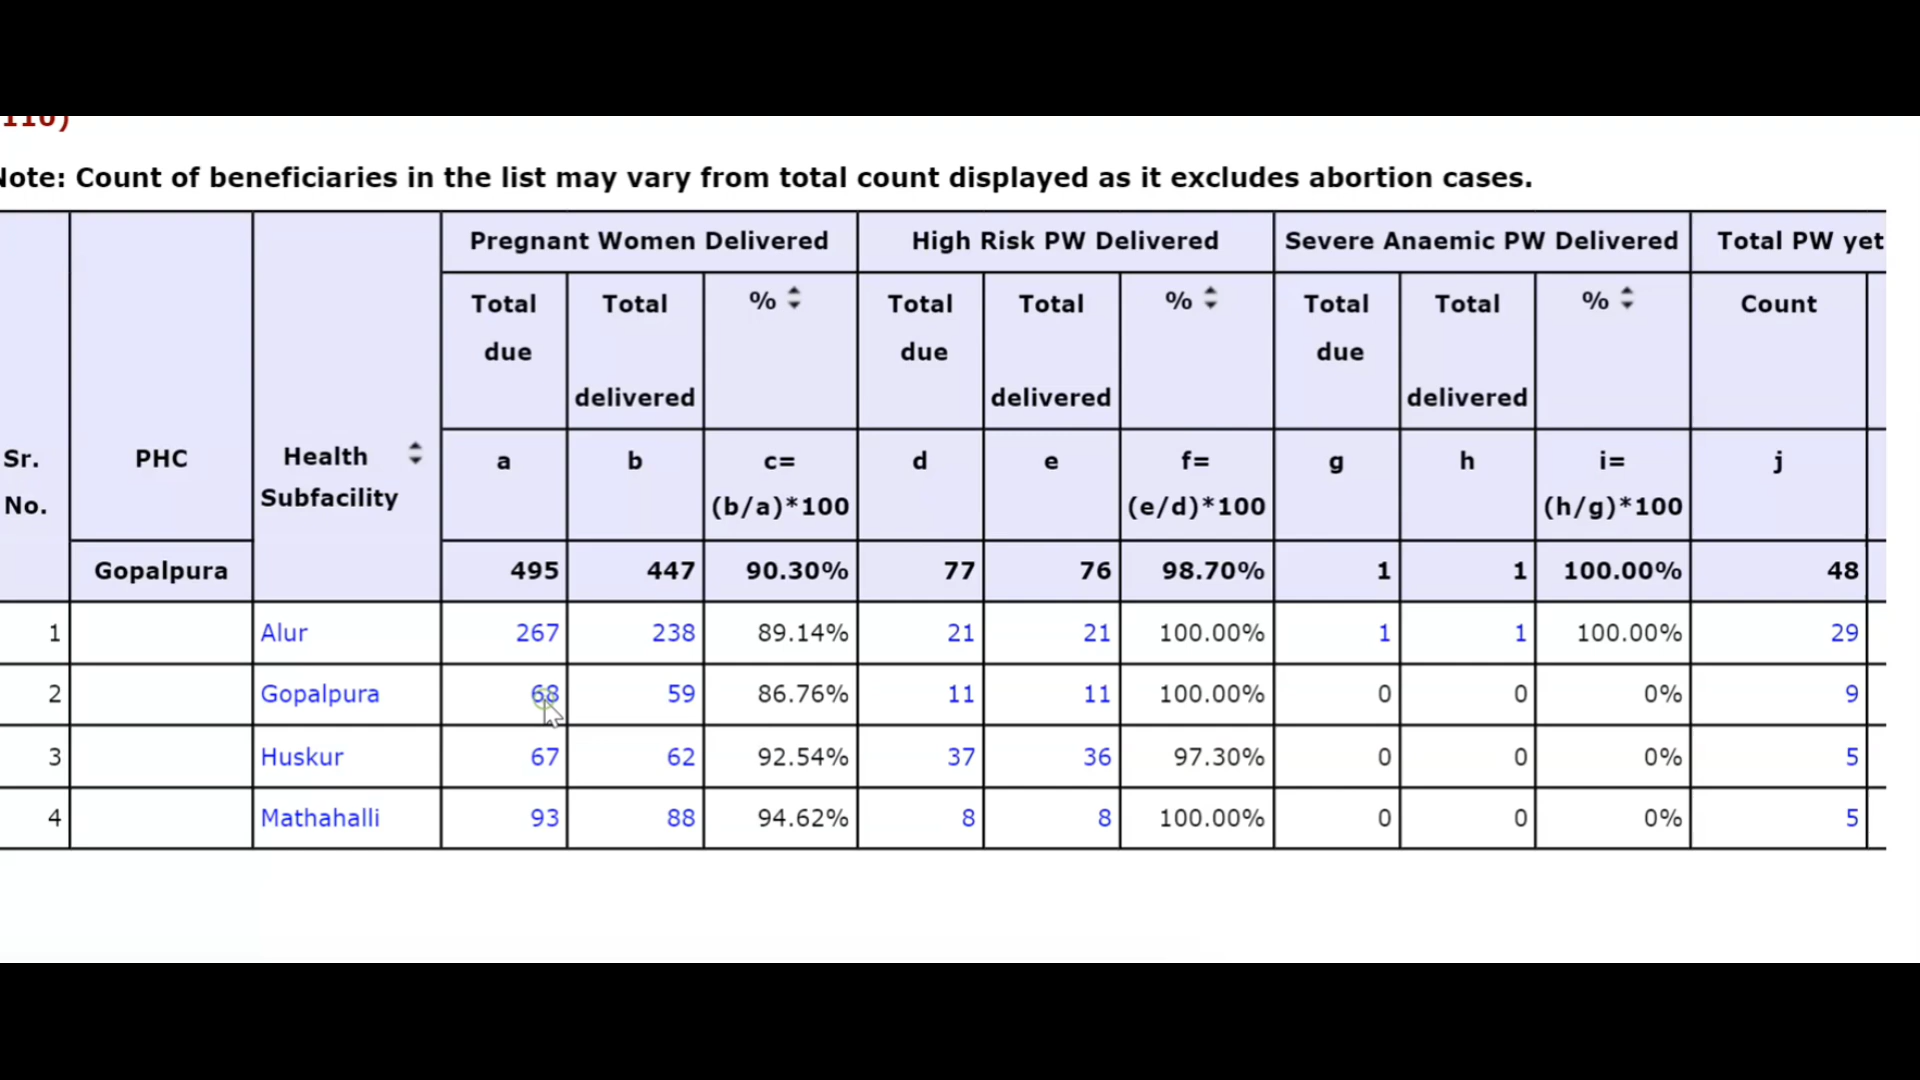 110)
Note: Count of beneficiaries in the list may vary from total count displayed as it excludes abortion cases.
Sr. No. PHC Health Subfacility Pregnant Women Delivered High Risk PW Delivered Severe Anaemic PW Delivered Total PW yet
Total due Total delivered % Total due Total delivered % Total due Total delivered % Count
a b c= (b/a)*100 d e f= (e/d)*100 g h i= (h/g)*100 j
Gopalpura 495 447 90.30% 77 76 98.70% 1 1 100.00% 48
1 Alur 267 238 89.14% 21 21 100.00% 1 1 100.00% 29
2 Gopalpura 68 59 86.76% 11 11 100.00% 0 0 0% 9
3 Huskur 67 62 92.54% 37 36 97.30% 0 0 0% 5
4 Mathahalli 93 88 94.62% 8 8 100.00% 0 0 0% 5